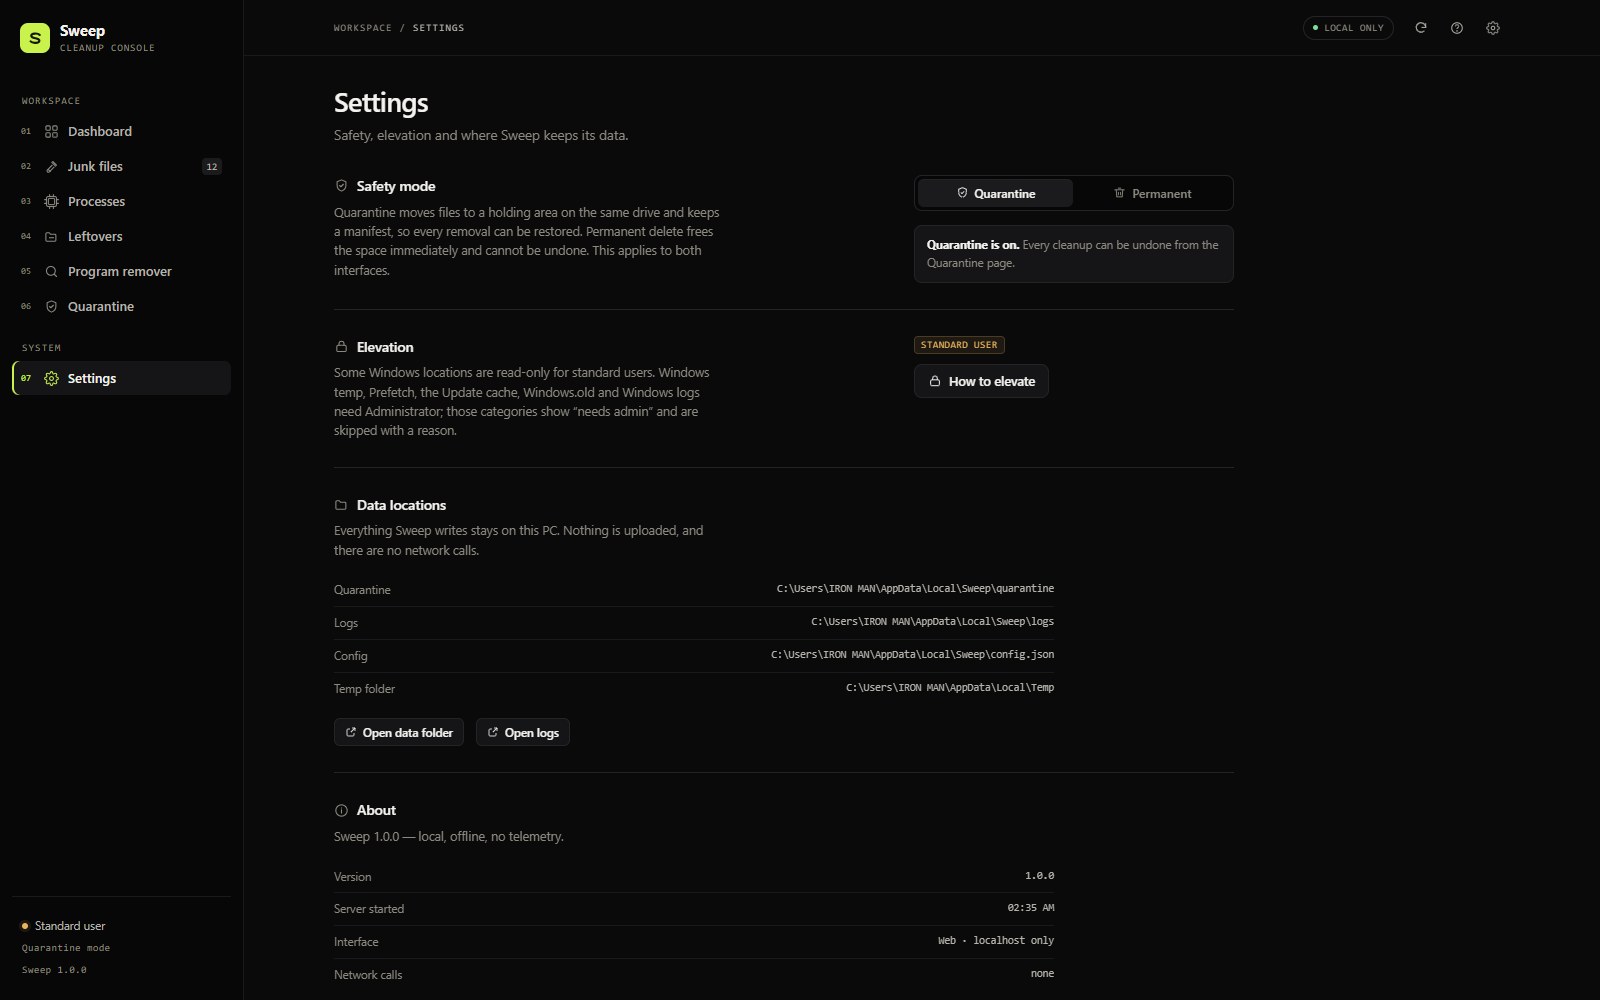 S
Sweep
CLEANUP CONSOLE
WORKSPACE
01 Dashboard
02 Junk files 12
03 Processes
04 Leftovers
05 Program remover
06 Quarantine
SYSTEM
07 Settings
Standard user
Quarantine mode
Sweep 1.0.0
WORKSPACE / SETTINGS
LOCAL ONLY
Settings
Safety, elevation and where Sweep keeps its data.
Safety mode
Quarantine moves files to a holding area on the same drive and keeps
a manifest, so every removal can be restored. Permanent delete frees
the space immediately and cannot be undone. This applies to both
interfaces.
Quarantine Permanent
Quarantine is on. Every cleanup can be undone from the
Quarantine page.
Elevation
Some Windows locations are read-only for standard users. Windows
temp, Prefetch, the Update cache, Windows.old and Windows logs
need Administrator; those categories show “needs admin” and are
skipped with a reason.
STANDARD USER
How to elevate
Data locations
Everything Sweep writes stays on this PC. Nothing is uploaded, and
there are no network calls.
Quarantine C:\Users\IRON MAN\AppData\Local\Sweep\quarantine
Logs C:\Users\IRON MAN\AppData\Local\Sweep\logs
Config C:\Users\IRON MAN\AppData\Local\Sweep\config.json
Temp folder C:\Users\IRON MAN\AppData\Local\Temp
Open data folder Open logs
About
Sweep 1.0.0 — local, offline, no telemetry.
Version 1.0.0
Server started 02:35 AM
Interface Web · localhost only
Network calls none